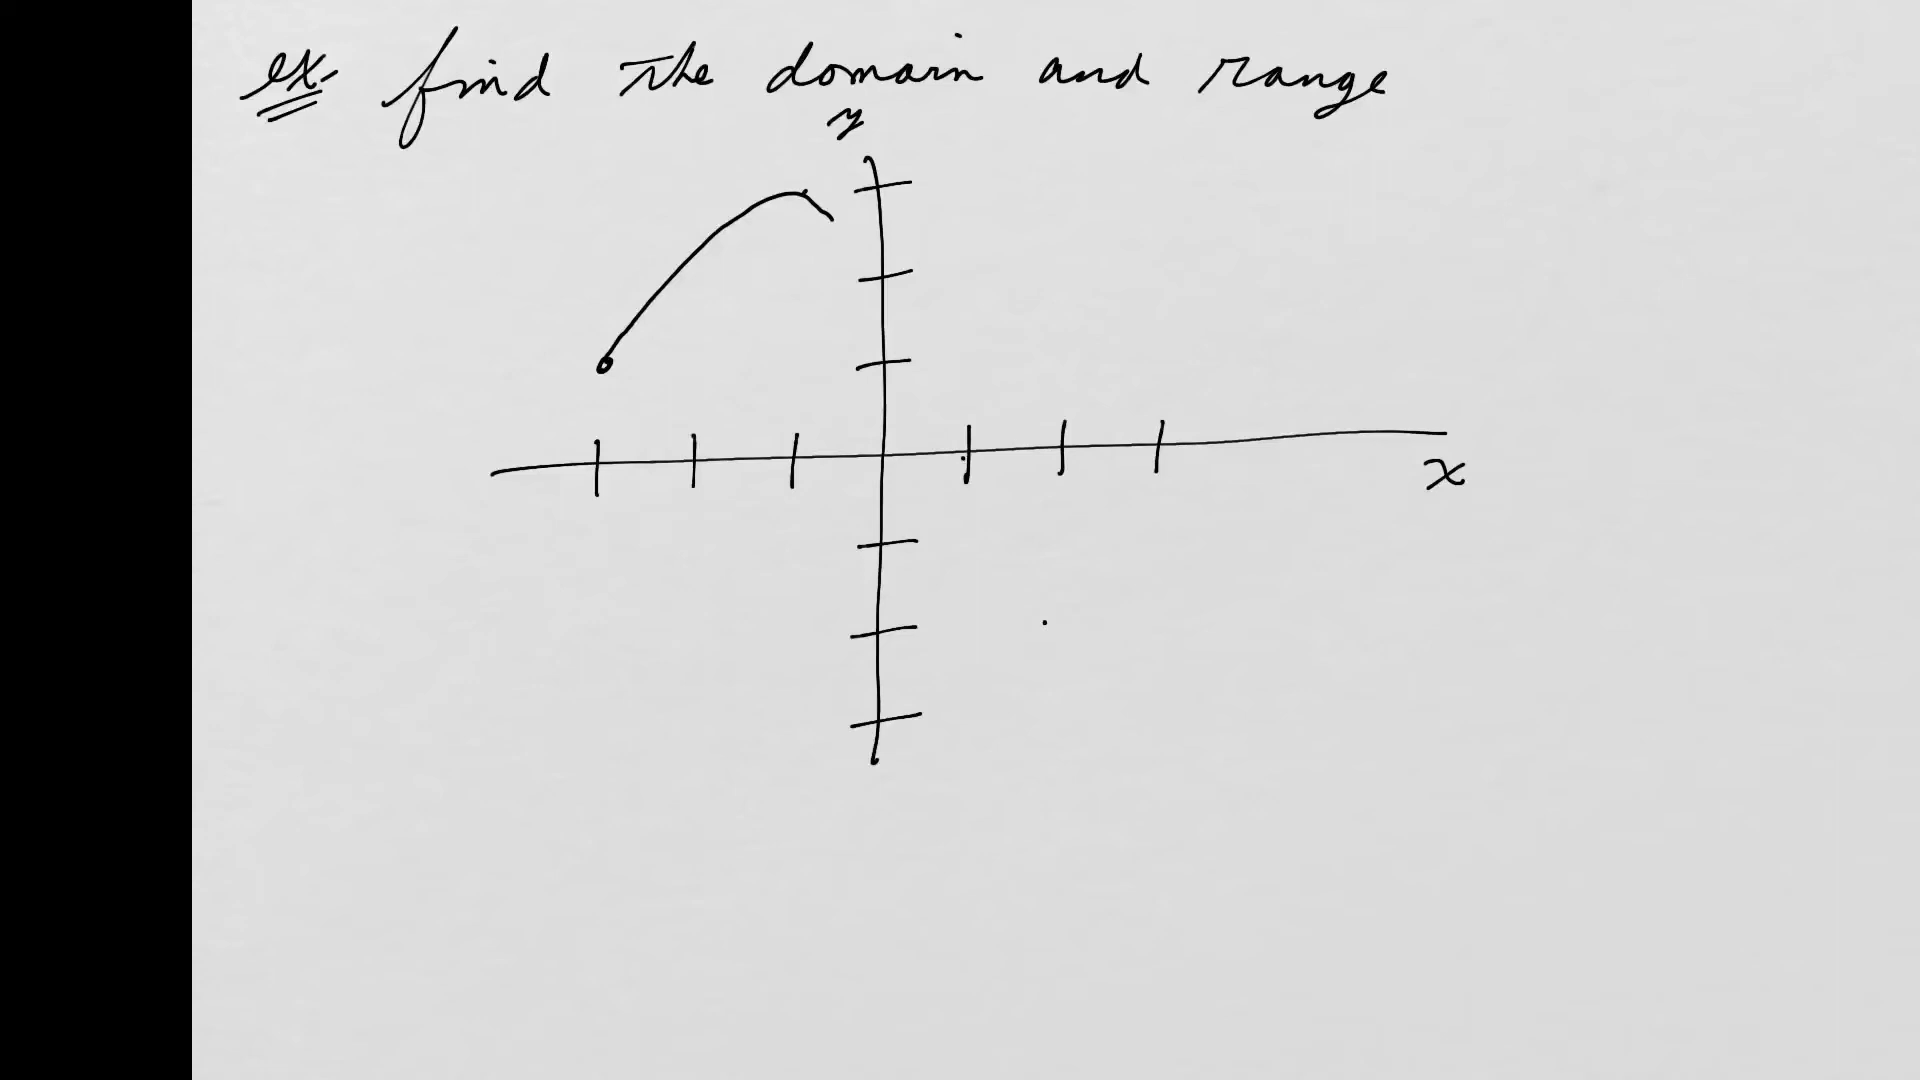 ex. find the domain and range
y
x